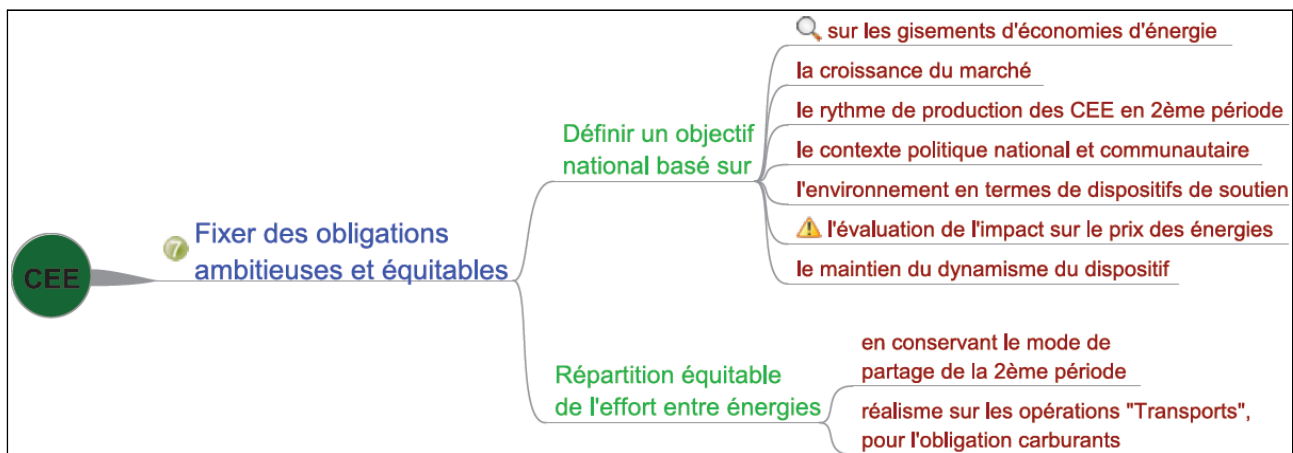 CEE
7
Fixer des obligations
ambitieuses et équitables
Définir un objectif
national basé sur
sur les gisements d'économies d'énergie
la croissance du marché
le rythme de production des CEE en 2ème période
le contexte politique national et communautaire
l'environnement en termes de dispositifs de soutien
l'évaluation de l'impact sur le prix des énergies
le maintien du dynamisme du dispositif
Répartition équitable
de l'effort entre énergies
en conservant le mode de
partage de la 2ème période
réalisme sur les opérations "Transports",
pour l'obligation carburants